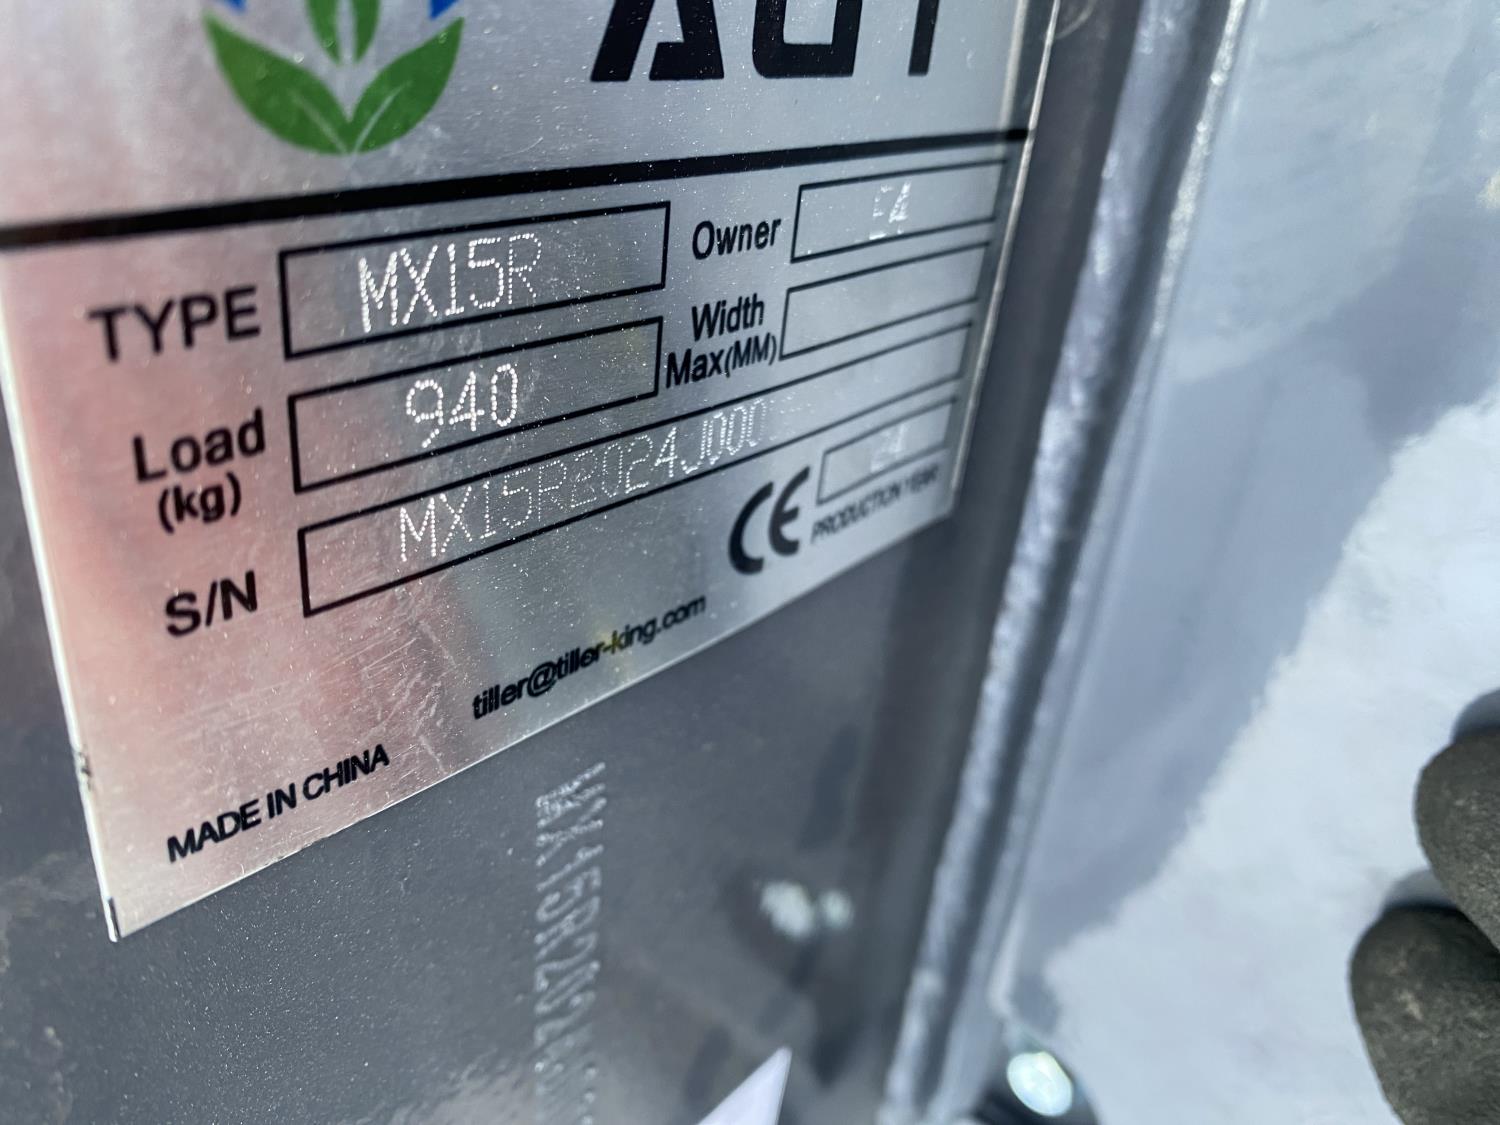 AGT
TYPE MX15R Owner
Load (kg) 940 Width Max(MM)
S/N MX15R2024J000
CE PRODUCTION YEAR 24
tiller@tiller-king.com
MADE IN CHINA